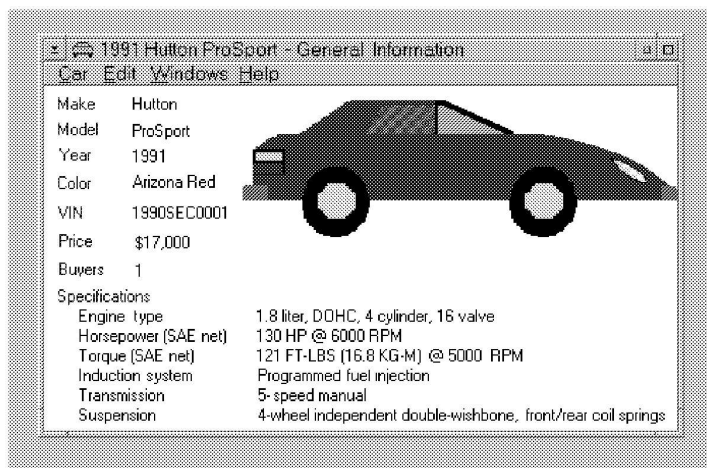 1991 Hutton ProSport - General Information
Car Edit Windows Help
Make Hutton
Model ProSport
Year 1991
Color Arizona Red
VIN 1990SEC0001
Price $17,000
Buyers 1
Specifications
Engine type 1.8 liter, DOHC, 4 cylinder, 16 valve
Horsepower (SAE net) 130 HP @ 6000 RPM
Torque (SAE net) 121 FT-LBS (16.8 KG-M) @ 5000 RPM
Induction system Programmed fuel injection
Transmission 5- speed manual
Suspension 4-wheel independent double-wishbone, front/rear coil springs